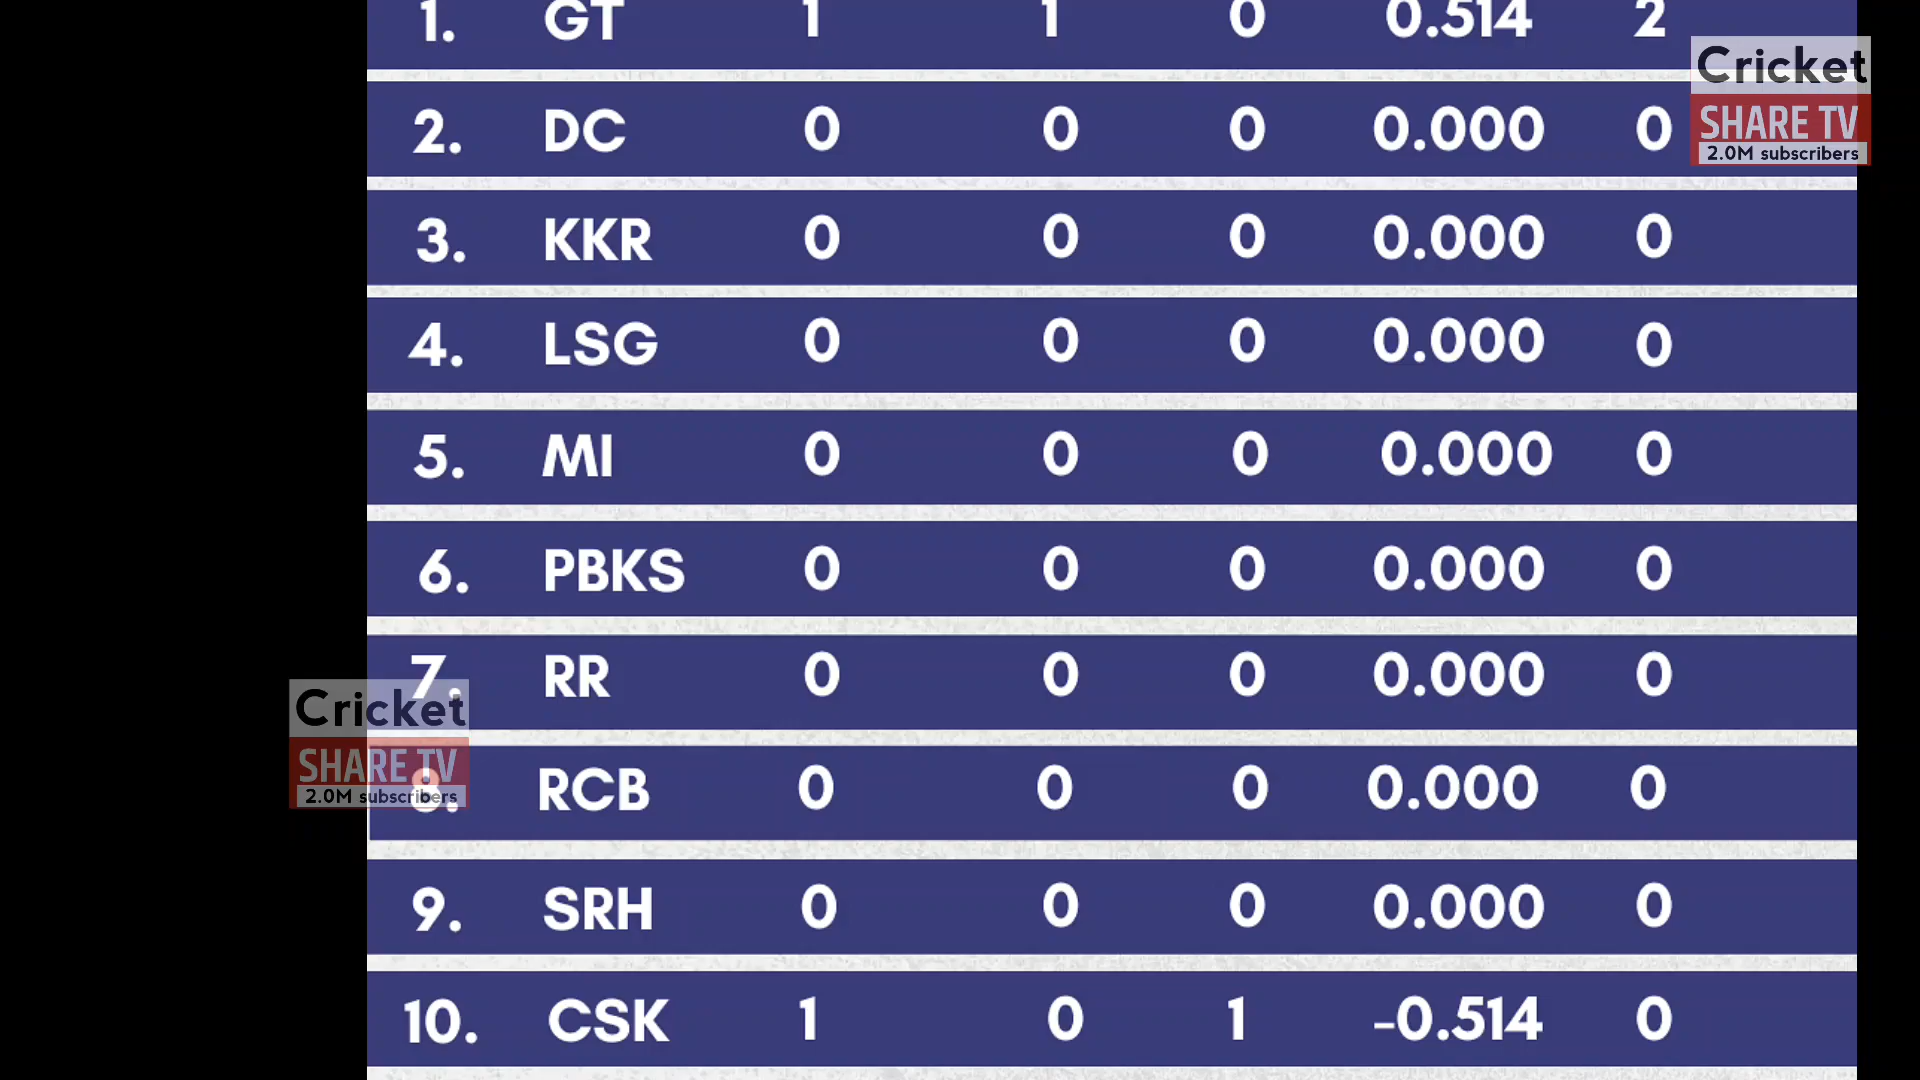 1. GT 1 1 0 0.514 2
Cricket
SHARE TV
2.0M subscribers
2. DC 0 0 0 0.000 0
3. KKR 0 0 0 0.000 0
4. LSG 0 0 0 0.000 0
5. MI 0 0 0 0.000 0
6. PBKS 0 0 0 0.000 0
7. RR 0 0 0 0.000 0
Cricket
SHARE TV
2.0M subscribers
8. RCB 0 0 0 0.000 0
9. SRH 0 0 0 0.000 0
10. CSK 1 0 1 -0.514 0